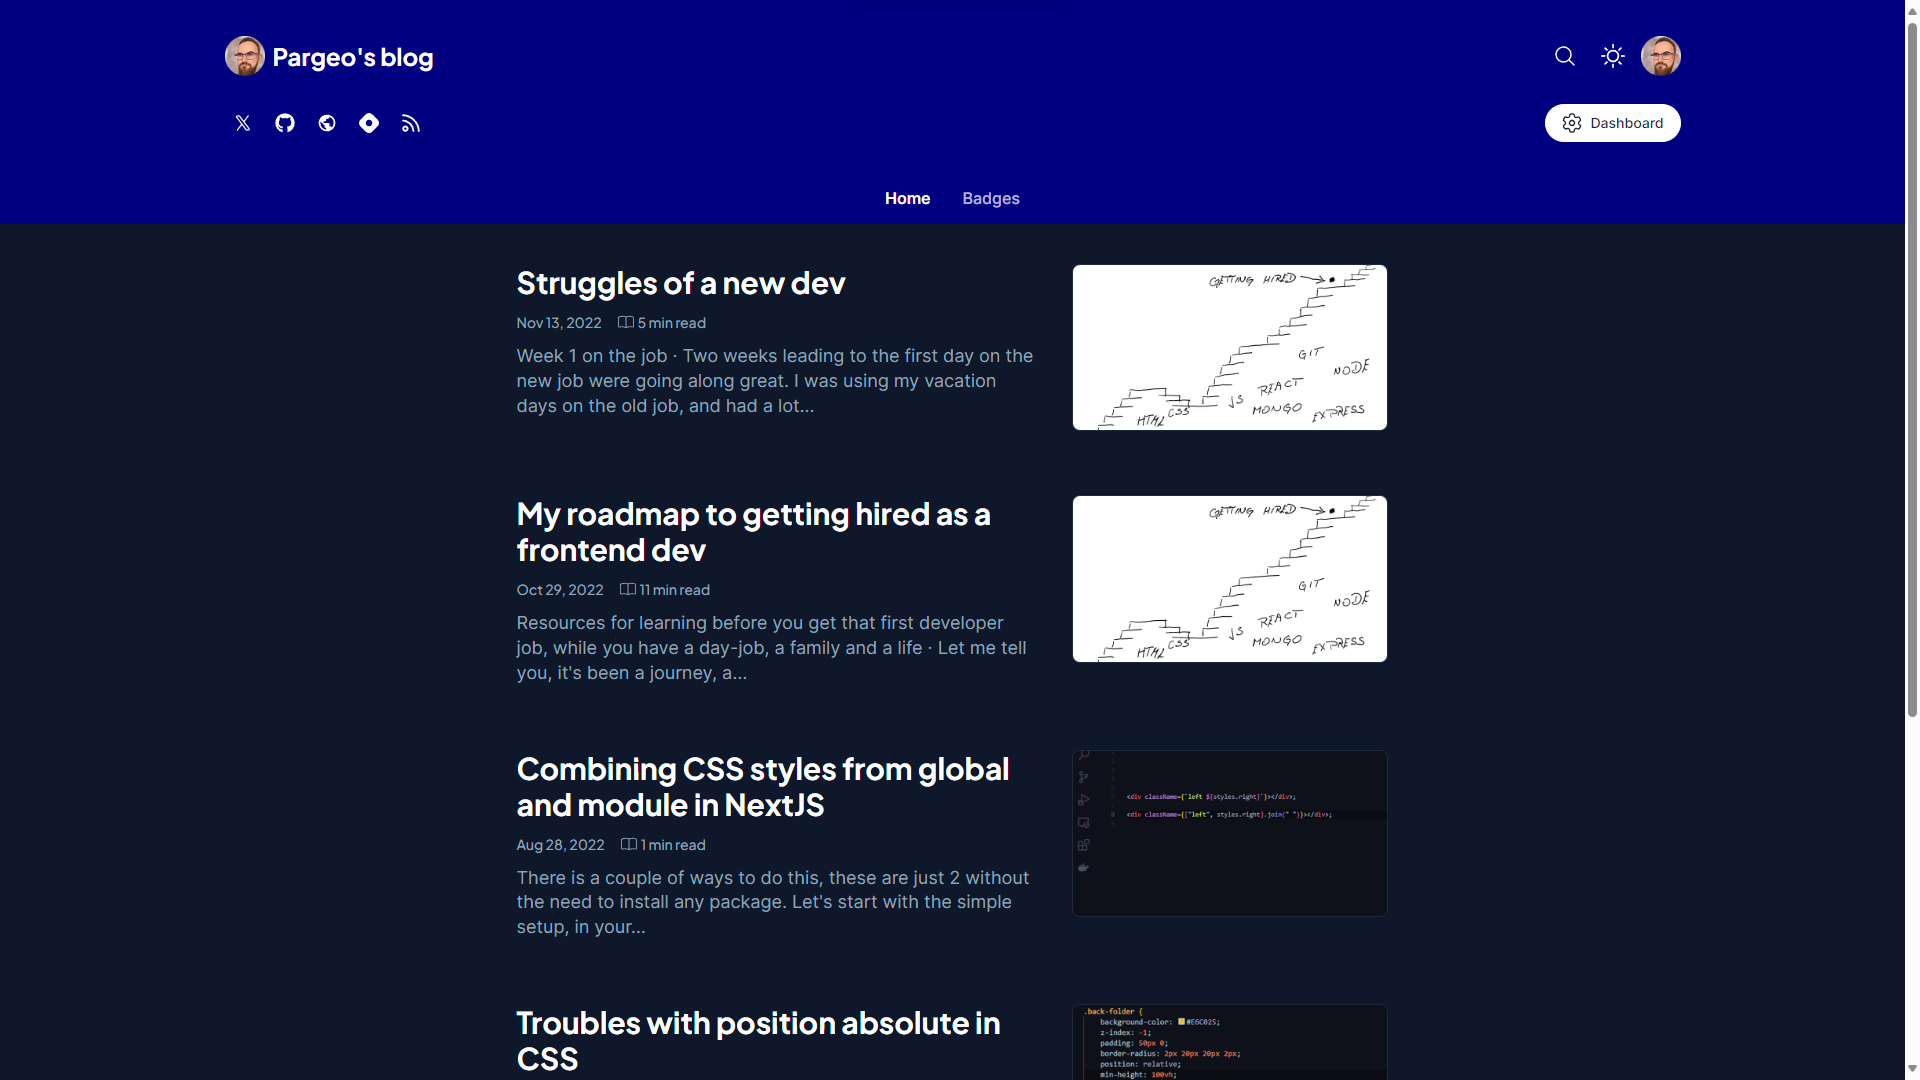 Pargeo's blog
Dashboard
Home
Badges
Struggles of a new dev
Nov 13, 2022
5 min read
Week 1 on the job · Two weeks leading to the first day on the
new job were going along great. I was using my vacation
days on the old job, and had a lot...
GETTING HIRED
GIT
NODE
REACT
JS
MONGO
EXPRESS
CSS
HTML
My roadmap to getting hired as a
frontend dev
Oct 29, 2022
11 min read
Resources for learning before you get that first developer
job, while you have a day-job, a family and a life · Let me tell
you, it's been a journey, a...
GETTING HIRED
GIT
NODE
REACT
JS
MONGO
EXPRESS
CSS
HTML
Combining CSS styles from global
and module in NextJS
Aug 28, 2022
1 min read
There is a couple of ways to do this, these are just 2 without
the need to install any package. Let's start with the simple
setup, in your...
<div className={`left ${styles.right}`}></div>;
<div className={["left", styles.right].join(" ")}></div>;
Troubles with position absolute in
CSS
.back-folder {
background-color: #E6C025;
z-index: -1;
padding: 50px 0;
border-radius: 2px 20px 20px 2px;
position: relative;
min-height: 100vh;